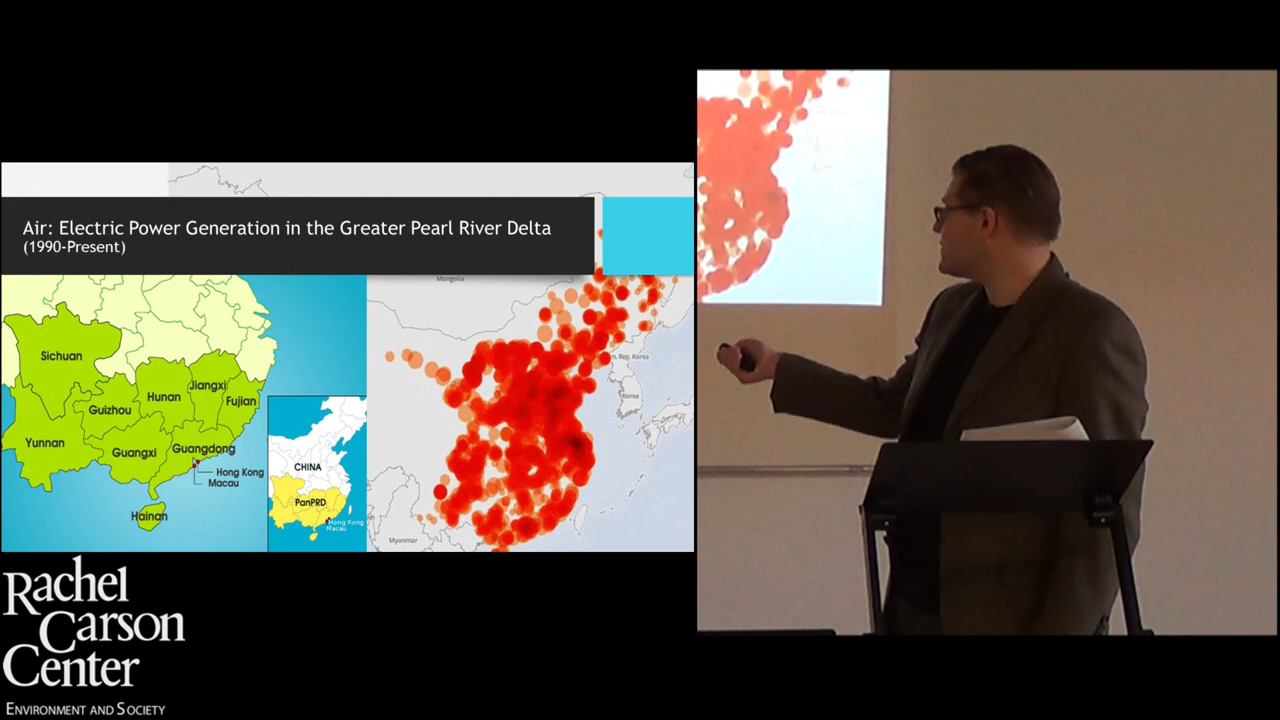 Air: Electric Power Generation in the Greater Pearl River Delta
(1990-Present)
Sichuan
Guizhou
Hunan
Jiangxi
Fujian
Yunnan
Guangxi
Guangdong
Hong Kong
Macau
Hainan
CHINA
PanPRD
Hong Kong
Macau
Mongolia
m. Rep. Korea
Korea
Myanmar
Rachel
Carson
Center
ENVIRONMENT AND SOCIETY